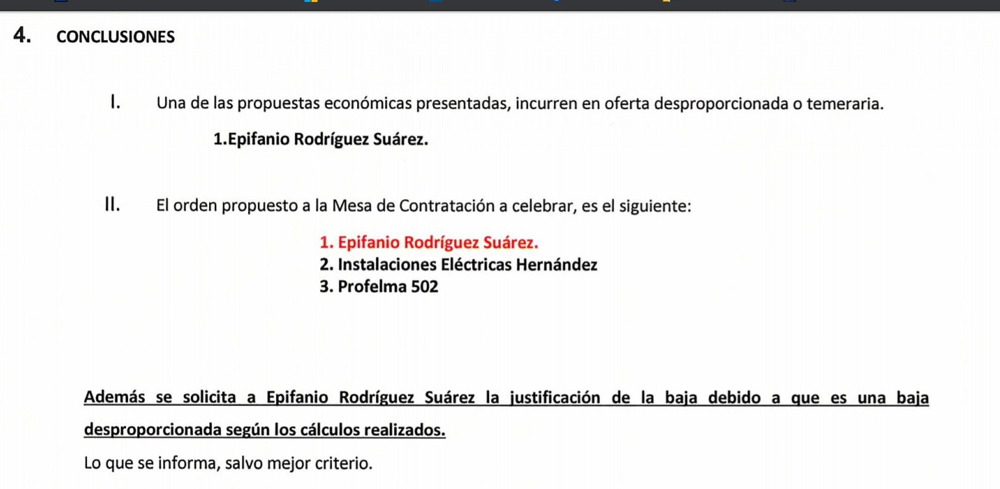 4. CONCLUSIONES
I. Una de las propuestas económicas presentadas, incurren en oferta desproporcionada o temeraria.
1.Epifanio Rodríguez Suárez.
II. El orden propuesto a la Mesa de Contratación a celebrar, es el siguiente:
1. Epifanio Rodríguez Suárez.
2. Instalaciones Eléctricas Hernández
3. Profelma 502
Además se solicita a Epifanio Rodríguez Suárez la justificación de la baja debido a que es una baja
desproporcionada según los cálculos realizados.
Lo que se informa, salvo mejor criterio.